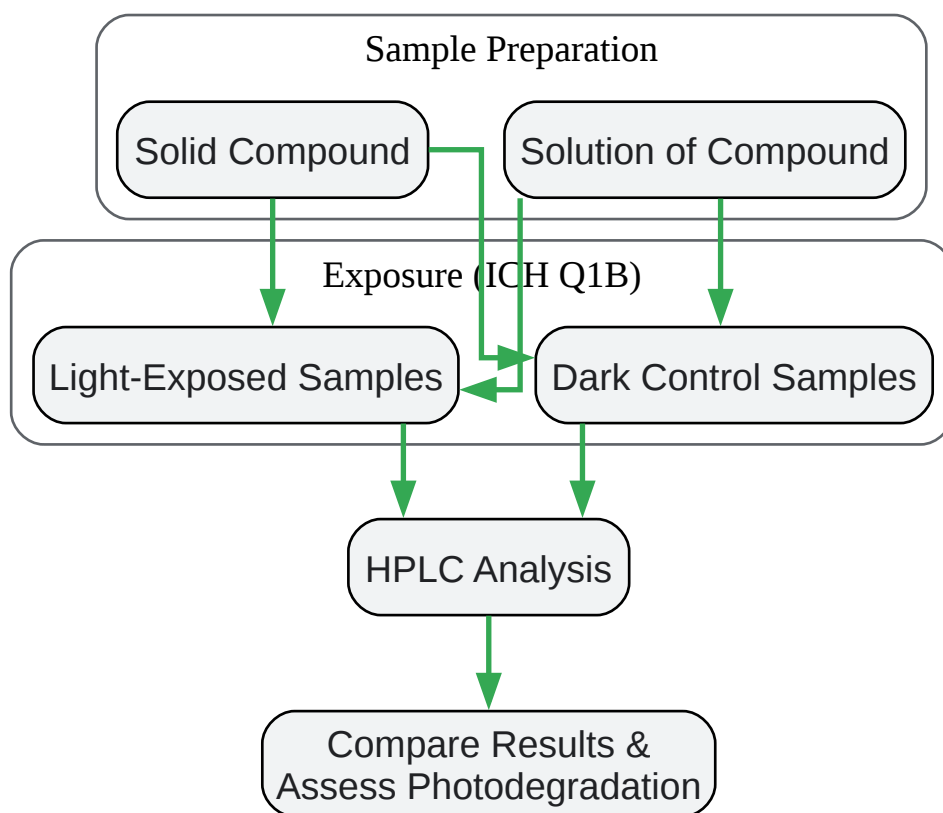 Sample Preparation
Solid Compound
Solution of Compound
Exposure (ICH Q1B)
Light-Exposed Samples
Dark Control Samples
HPLC Analysis
Compare Results &
Assess Photodegradation